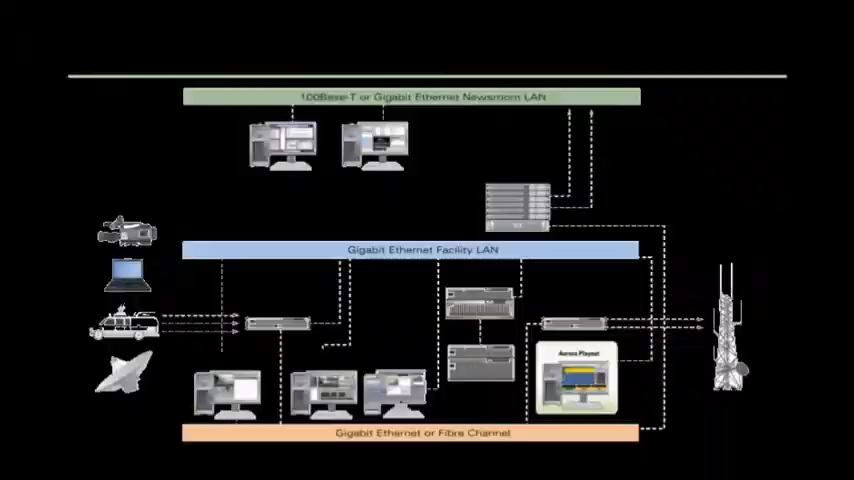 100Base-T or Gigabit Ethernet Newsroom LAN
Gigabit Ethernet Facility LAN
Aurora Playout
Gigabit Ethernet or Fibre Channel